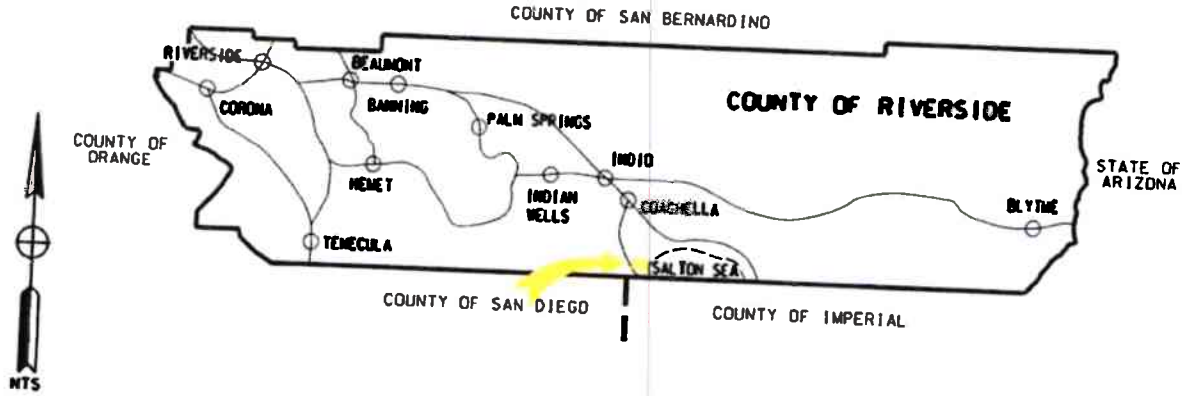 COUNTY OF SAN BERNARDINO
RIVERSIDE
BEAUMONT
CORONA
BANNING
COUNTY OF RIVERSIDE
PALM SPRINGS
COUNTY OF
ORANGE
INDIO
STATE OF
ARIZONA
HEMET
INDIAN
WELLS
COACHELLA
BLYTHE
TEMECULA
SALTON SEA
COUNTY OF SAN DIEGO
COUNTY OF IMPERIAL
NTS